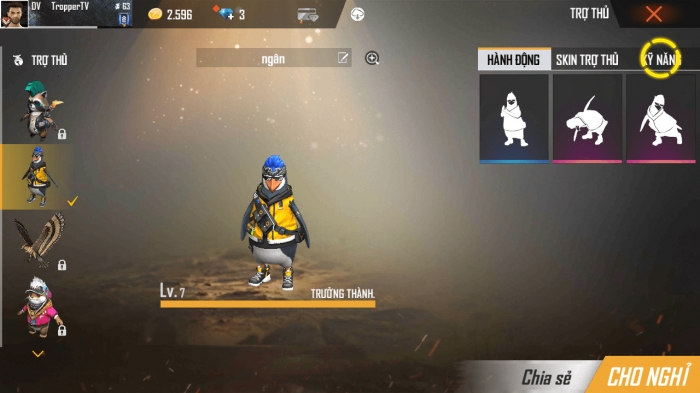 DV TropperTV 63
2.596
+ 3
TRỢ THỦ
TRỢ THỦ
ngân
HÀNH ĐỘNG SKIN TRỢ THỦ KỸ NĂNG
Lv. 7 TRƯỞNG THÀNH.
Chia sẻ CHO NGHỈ